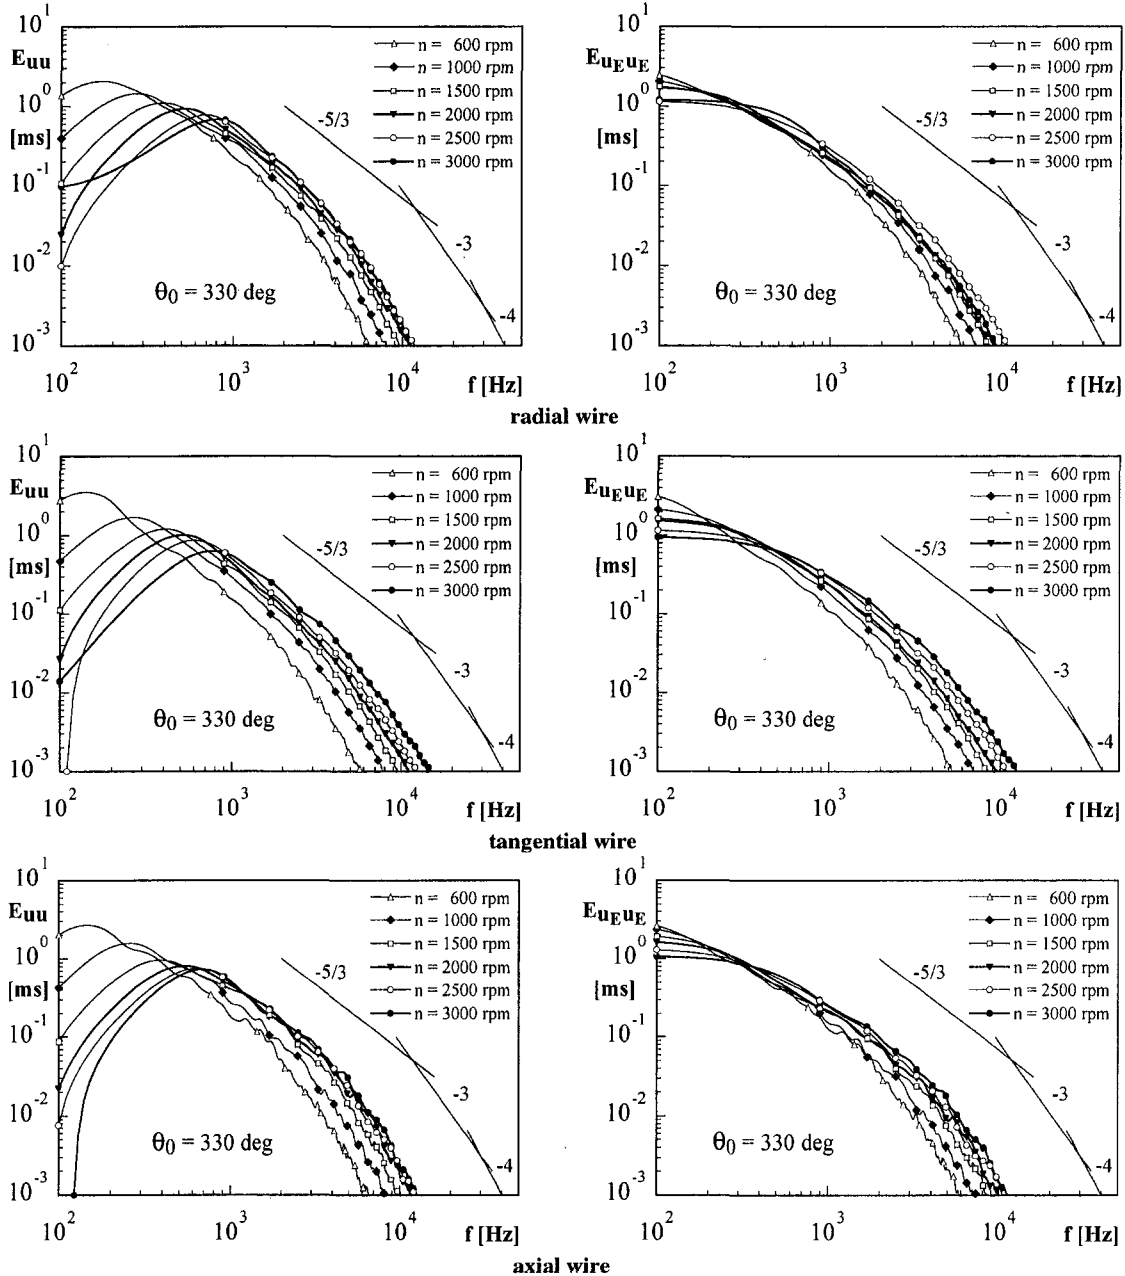 E_uu
[ms]
10^1
10^0
10^-1
10^-2
10^-3
n = 600 rpm
n = 1000 rpm
n = 1500 rpm
n = 2000 rpm
n = 2500 rpm
n = 3000 rpm
-5/3
-3
-4
θ0 = 330 deg
10^2
10^3
10^4
f [Hz]
E_uEuE
[ms]
10^1
10^0
10^-1
10^-2
10^-3
n = 600 rpm
n = 1000 rpm
n = 1500 rpm
n = 2000 rpm
n = 2500 rpm
n = 3000 rpm
-5/3
-3
-4
θ0 = 330 deg
10^2
10^3
10^4
f [Hz]
radial wire
E_uu
[ms]
10^1
10^0
10^-1
10^-2
10^-3
n = 600 rpm
n = 1000 rpm
n = 1500 rpm
n = 2000 rpm
n = 2500 rpm
n = 3000 rpm
-5/3
-3
-4
θ0 = 330 deg
10^2
10^3
10^4
f [Hz]
E_uEuE
[ms]
10^1
10^0
10^-1
10^-2
10^-3
n = 600 rpm
n = 1000 rpm
n = 1500 rpm
n = 2000 rpm
n = 2500 rpm
n = 3000 rpm
-5/3
-3
-4
θ0 = 330 deg
10^2
10^3
10^4
f [Hz]
tangential wire
E_uu
[ms]
10^1
10^0
10^-1
10^-2
10^-3
n = 600 rpm
n = 1000 rpm
n = 1500 rpm
n = 2000 rpm
n = 2500 rpm
n = 3000 rpm
-5/3
-3
-4
θ0 = 330 deg
10^2
10^3
10^4
f [Hz]
E_uEuE
[ms]
10^1
10^0
10^-1
10^-2
10^-3
n = 600 rpm
n = 1000 rpm
n = 1500 rpm
n = 2000 rpm
n = 2500 rpm
n = 3000 rpm
-5/3
-3
-4
θ0 = 330 deg
10^2
10^3
10^4
f [Hz]
axial wire